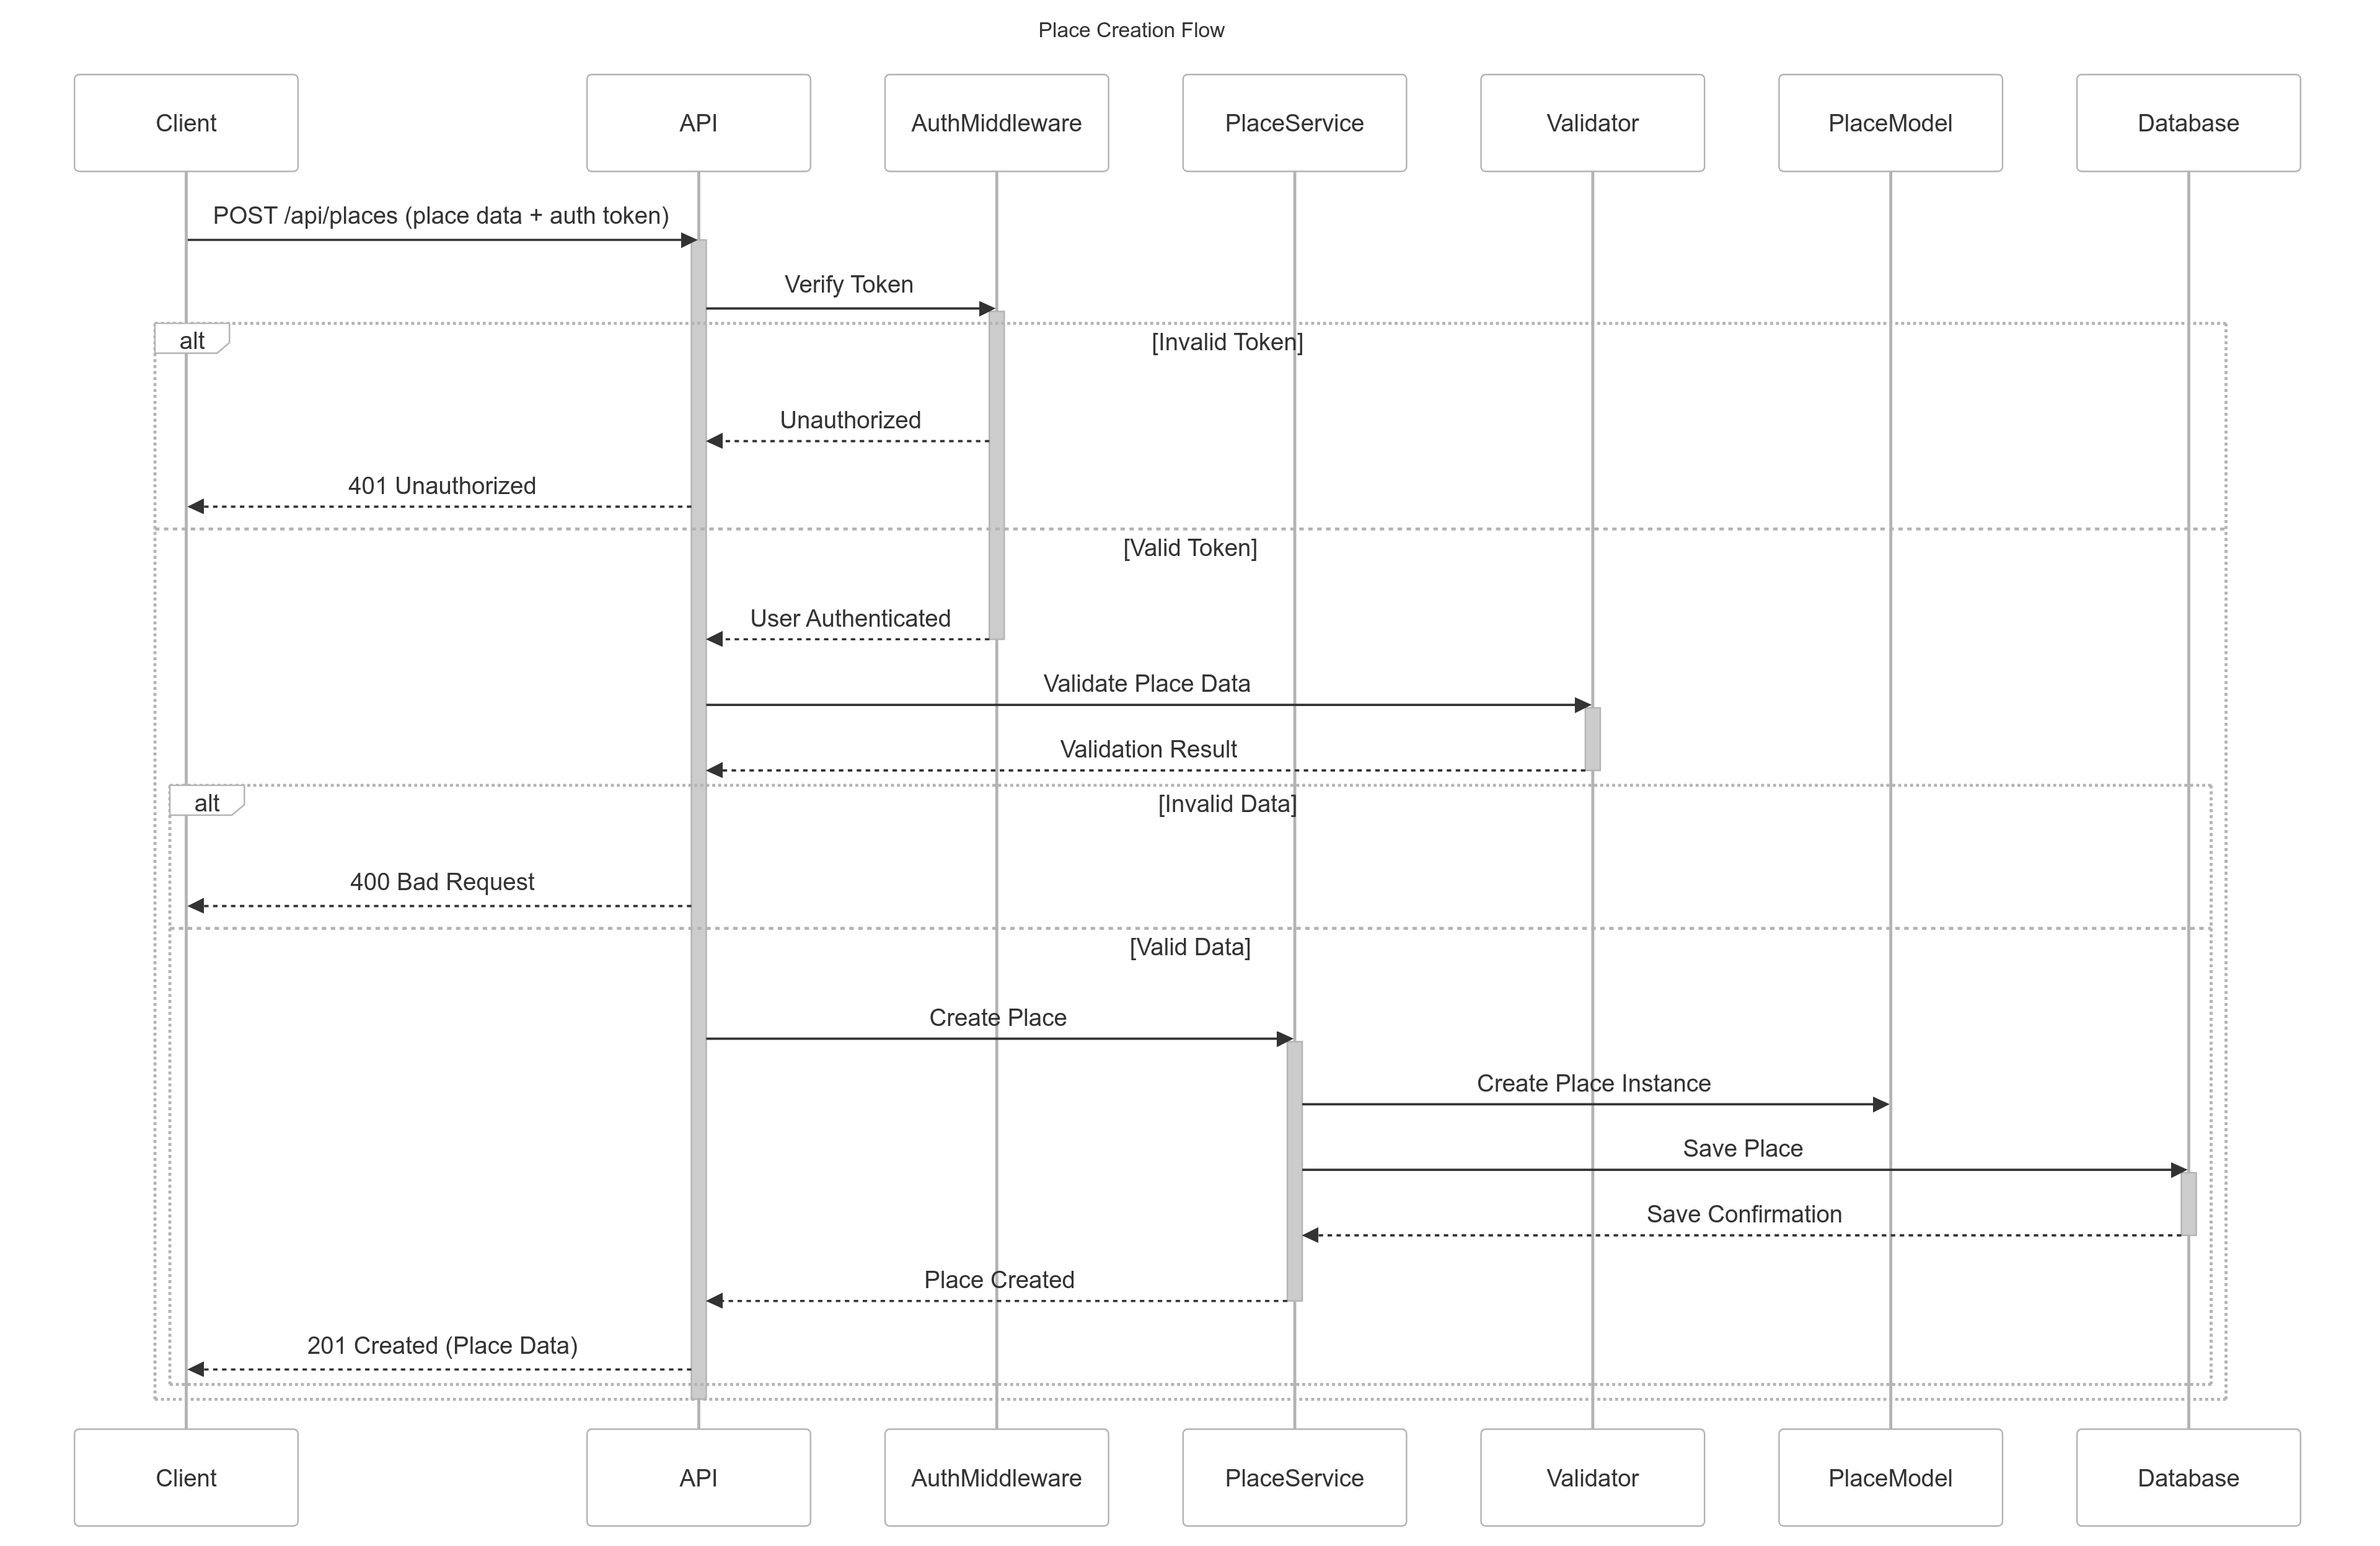 Place Creation Flow
Client
API
AuthMiddleware
PlaceService
Validator
PlaceModel
Database
POST /api/places (place data + auth token)
Verify Token
alt
[Invalid Token]
Unauthorized
401 Unauthorized
[Valid Token]
User Authenticated
Validate Place Data
Validation Result
alt
[Invalid Data]
400 Bad Request
[Valid Data]
Create Place
Create Place Instance
Save Place
Save Confirmation
Place Created
201 Created (Place Data)
Client
API
AuthMiddleware
PlaceService
Validator
PlaceModel
Database